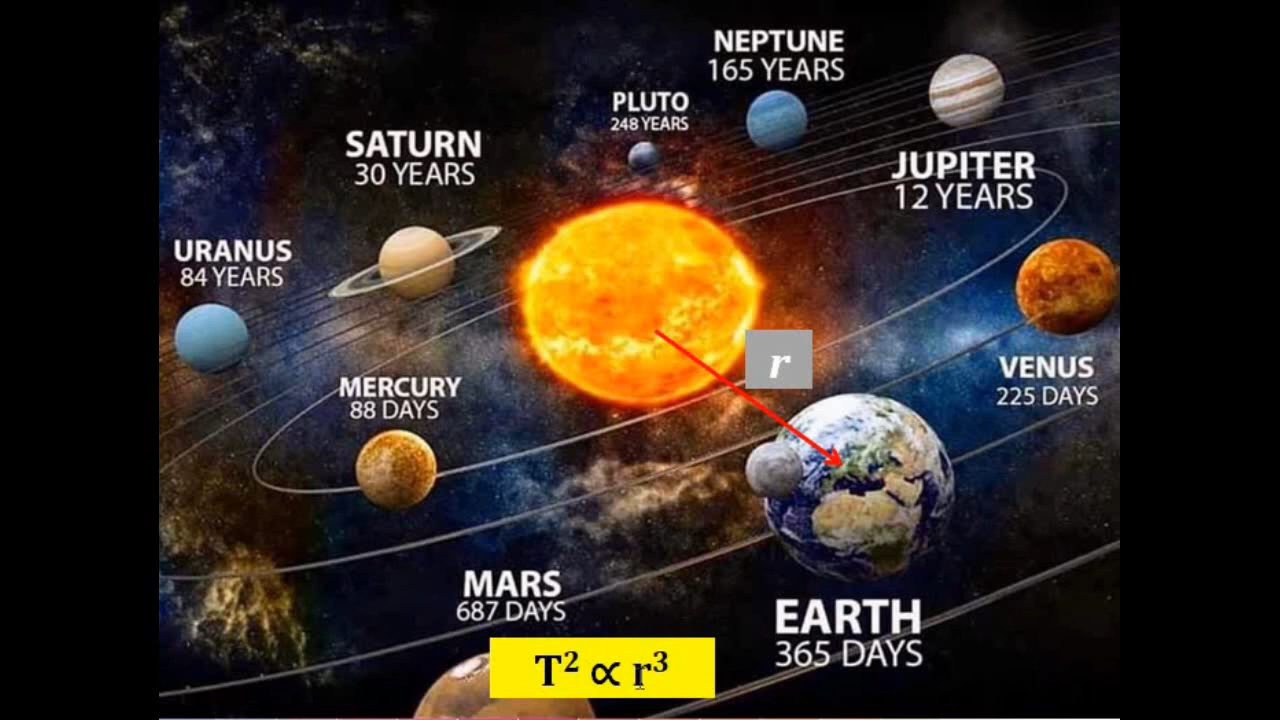 NEPTUNE
165 YEARS
PLUTO
248 YEARS
SATURN
30 YEARS
JUPITER
12 YEARS
URANUS
84 YEARS
r
VENUS
225 DAYS
MERCURY
88 DAYS
MARS
687 DAYS
EARTH
365 DAYS
T² ∝ r³